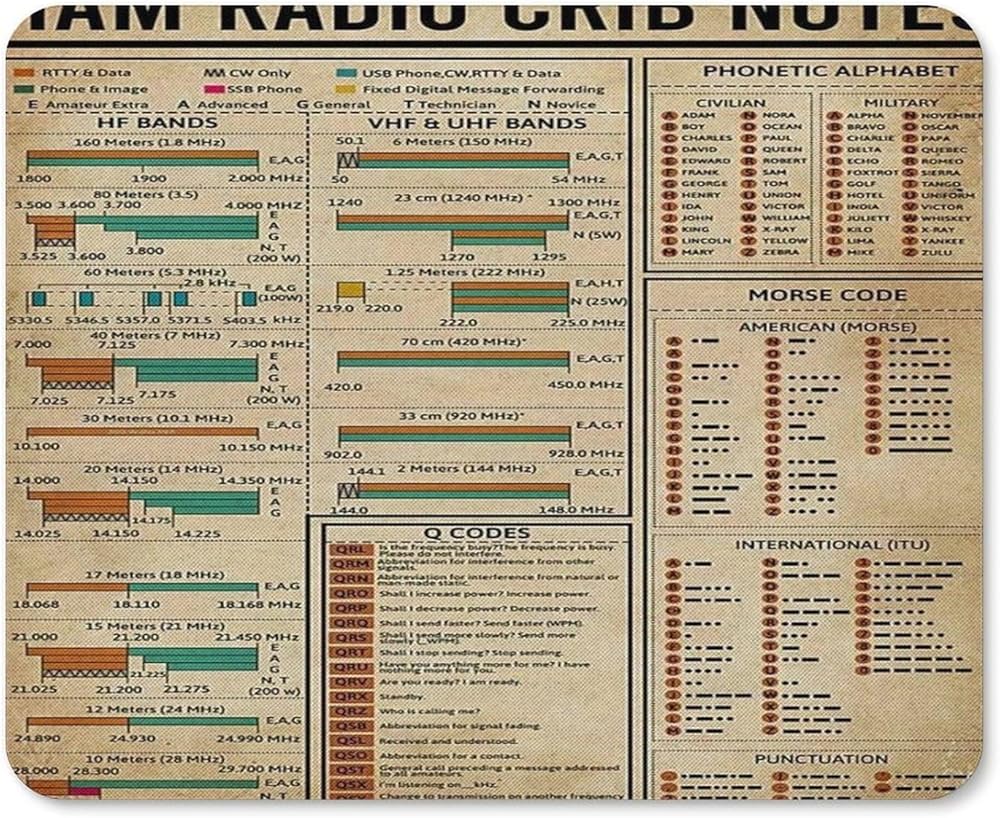 HAM RADIO CRIB NOTES
RTTY & Data
CW Only
USB Phone,CW,RTTY & Data
Phone & Image
SSB Phone
Fixed Digital Message Forwarding
E Amateur Extra A Advanced G General T Technician N Novice
HF BANDS
160 Meters (1.8 MHz)
E,A,G
1800 1900 2.000 MHz
80 Meters (3.5)
3.500 3.600 3.700 4.000 MHz
E
A
G
N, T
(200 W)
3.525 3.600 3.800
60 Meters (5.3 MHz)
2.8 kHz
E,A,G
(100W)
5330.5 5346.5 5357.0 5371.5 5403.5 kHz
40 Meters (7 MHz)
7.000 7.125 7.300 MHz
E
A
G
N, T
(200 W)
7.025 7.125 7.175
30 Meters (10.1 MHz)
E,A,G
10.100 10.150 MHz
20 Meters (14 MHz)
14.000 14.150 14.350 MHz
E
A
G
14.175
14.025 14.150 14.225
17 Meters (18 MHz)
E,A,G
18.068 18.110 18.168 MHz
15 Meters (21 MHz)
21.000 21.200 21.450 MHz
E
A
G
N, T
(200 W)
21.225
21.025 21.200 21.275
12 Meters (24 MHz)
E,A,G
24.890 24.930 24.990 MHz
10 Meters (28 MHz)
28.000 28.300 29.700 MHz
E,A,G
N, T
VHF & UHF BANDS
50.1 6 Meters (150 MHz)
E,A,G,T
50 54 MHz
23 cm (1240 MHz) *
1240 1300 MHz
E,A,G,T
N (5W)
1270 1295
1.25 Meters (222 MHz)
E,A,H,T
N (25W)
219.0 220.0 222.0 225.0 MHz
70 cm (420 MHz)*
E,A,G,T
420.0 450.0 MHz
33 cm (920 MHz)*
E,A,G,T
902.0 928.0 MHz
144.1 2 Meters (144 MHz)
E,A,G,T
144.0 148.0 MHz
Q CODES
QRL Is the frequency busy?The frequency is busy.
Please do not interfere.
QRM Abbreviation for interference from other
signals.
QRN Abbreviation for interference from natural or
man-made static.
QRO Shall I increase power? Increase power.
QRP Shall I decrease power? Decrease power.
QRQ Shall I send faster? Send faster (WPM).
QRS Shall I send more slowly? Send more
slowly (_WPM).
QRT Shall I stop sending? Stop sending.
QRU Have you anything more for me? I have
nothing more for you.
QRV Are you ready? I am ready.
QRX Standby.
QRZ Who is calling me?
QSB Abbreviation for signal fading.
QSL Received and understood.
QSO Abbreviation for a contact.
QST General call preceding a message addressed
to all amateurs.
QSX I'm listening on__kHz.
Change to transmission on another frequency
PHONETIC ALPHABET
CIVILIAN
A ADAM
B BOY
C CHARLES
D DAVID
E EDWARD
F FRANK
G GEORGE
H HENRY
I IDA
J JOHN
K KING
L LINCOLN
M MARY
N NORA
O OCEAN
P PAUL
Q QUEEN
R ROBERT
S SAM
T TOM
U UNION
V VICTOR
W WILLIAM
X X-RAY
Y YELLOW
Z ZEBRA
MILITARY
A ALPHA
B BRAVO
C CHARLIE
D DELTA
E ECHO
F FOXTROT
G GOLF
H HOTEL
I INDIA
J JULIETT
K KILO
L LIMA
M MIKE
N NOVEMBER
O OSCAR
P PAPA
Q QUEBEC
R ROMEO
S SIERRA
T TANGO
U UNIFORM
V VICTOR
W WHISKEY
X X-RAY
Y YANKEE
Z ZULU
MORSE CODE
AMERICAN (MORSE)
INTERNATIONAL (ITU)
PUNCTUATION